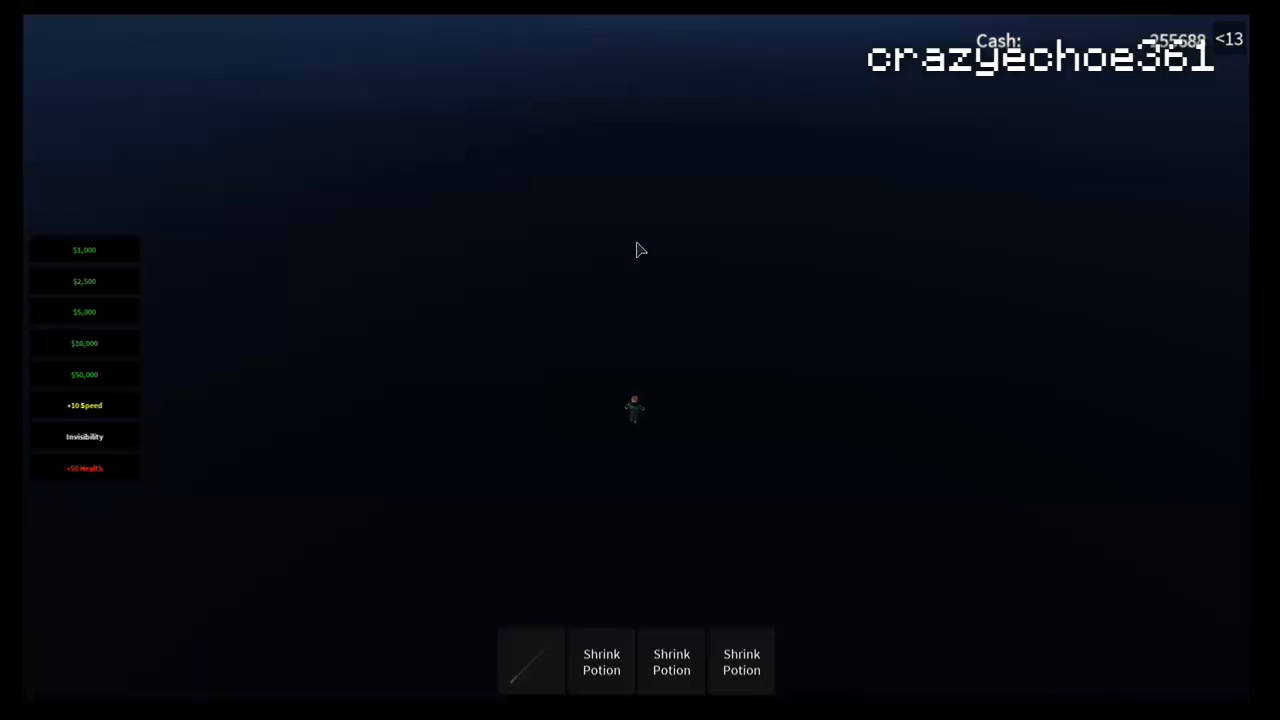 Cash: 255688 <13
crazyechoe361
$1,000
$2,500
$5,000
$10,000
$50,000
+10 Speed
Invisibility
+50 Health
Shrink Potion
Shrink Potion
Shrink Potion